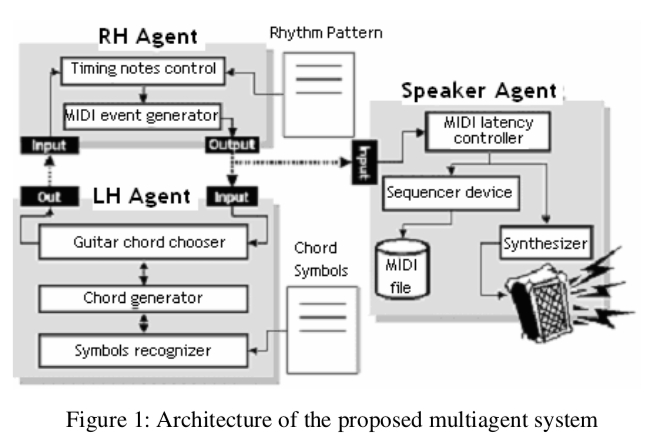 RH Agent
Rhythm Pattern
Timing notes control
MIDI event generator
Input
Output
Speaker Agent
MIDI latency
controller
Input
Sequencer device
Synthesizer
MIDI
file
Out
LH Agent
Input
Guitar chord chooser
Chord
Symbols
Chord generator
Symbols recognizer
Figure 1: Architecture of the proposed multiagent system